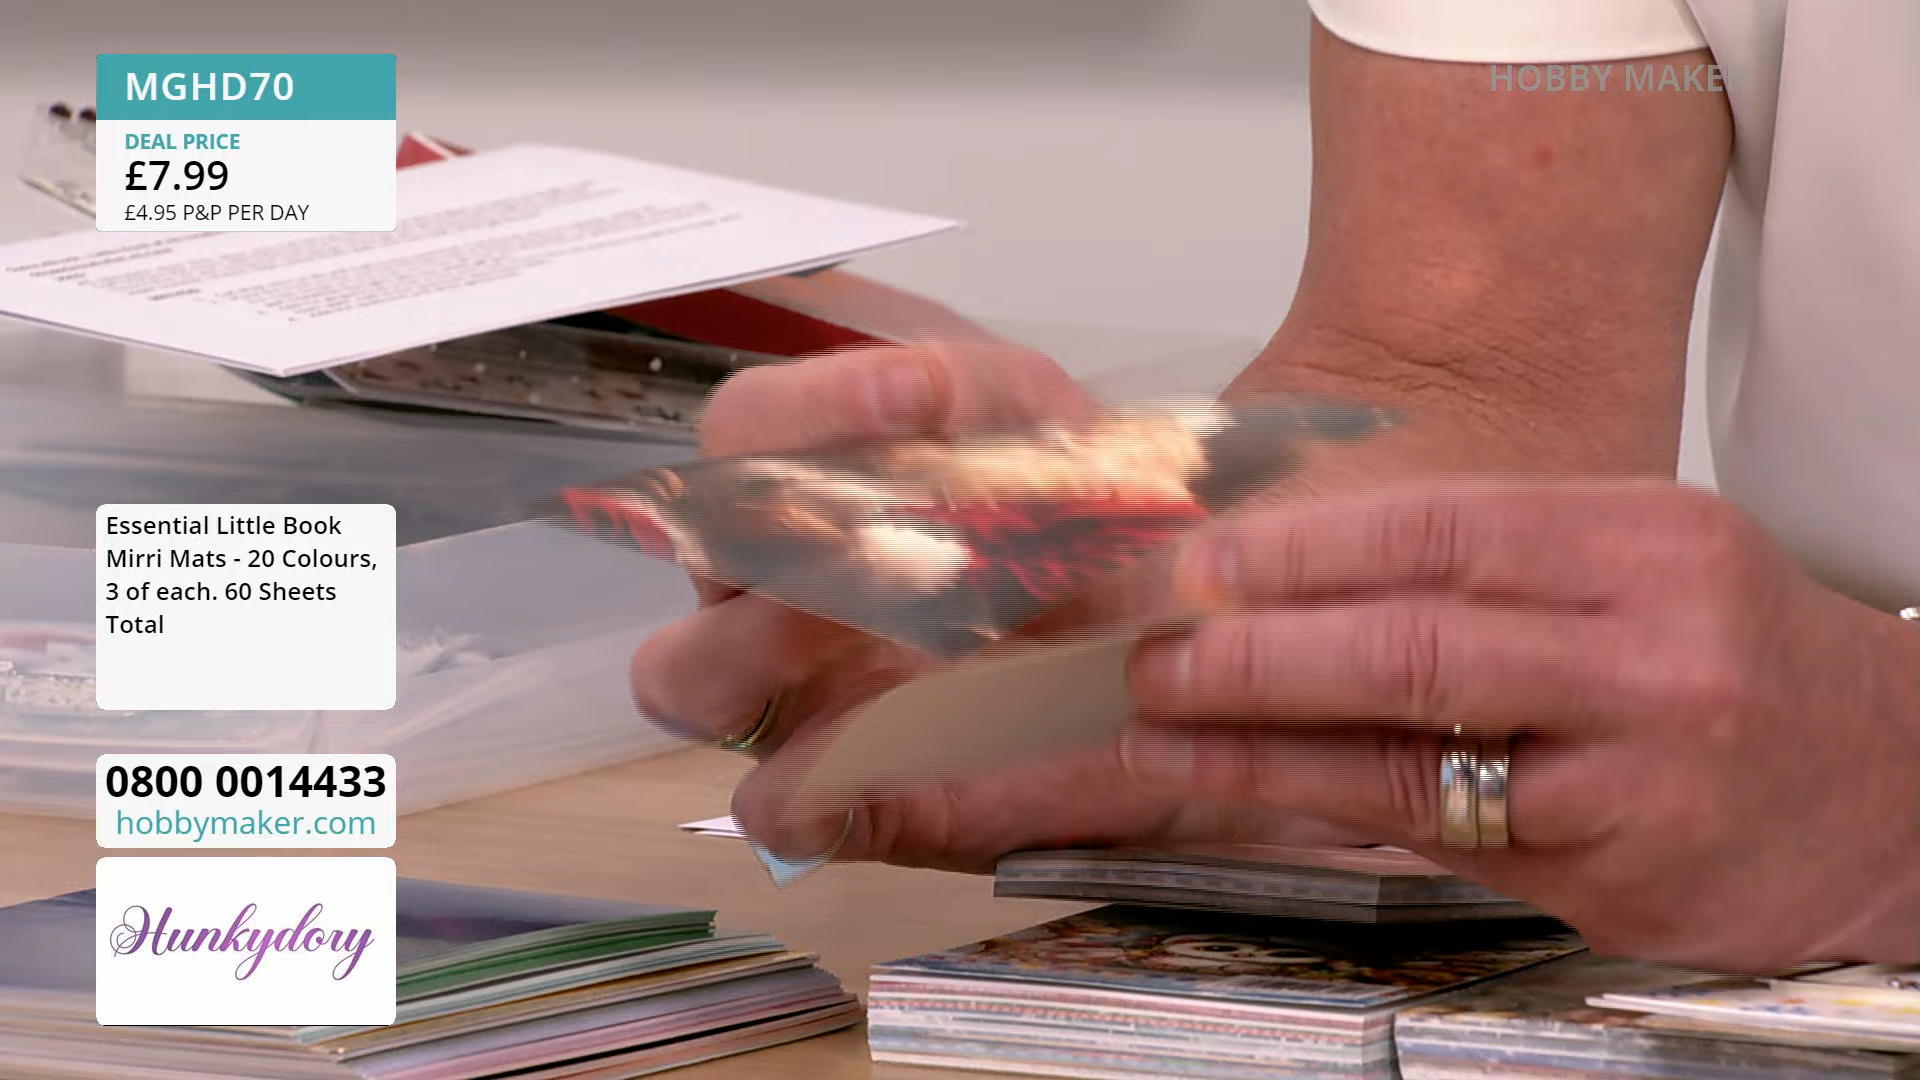 MGHD70
DEAL PRICE
£7.99
£4.95 P&P PER DAY
HOBBY MAKER
Essential Little Book
Mirri Mats - 20 Colours,
3 of each. 60 Sheets
Total
0800 0014433
hobbymaker.com
Hunkydory